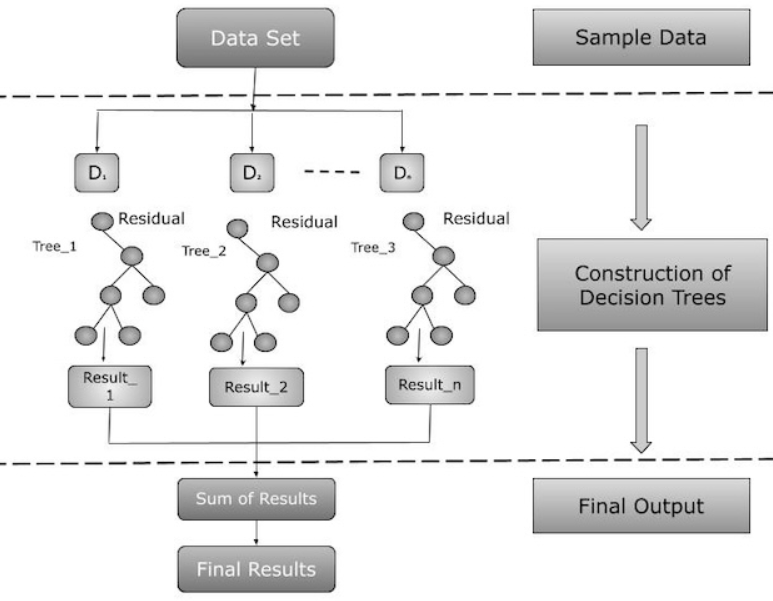 Data Set
Sample Data
D₁
D₂
Dₙ
Residual
Residual
Residual
Tree_1
Tree_2
Tree_3
Construction of
Decision Trees
Result_
1
Result_2
Result_n
Sum of Results
Final Output
Final Results